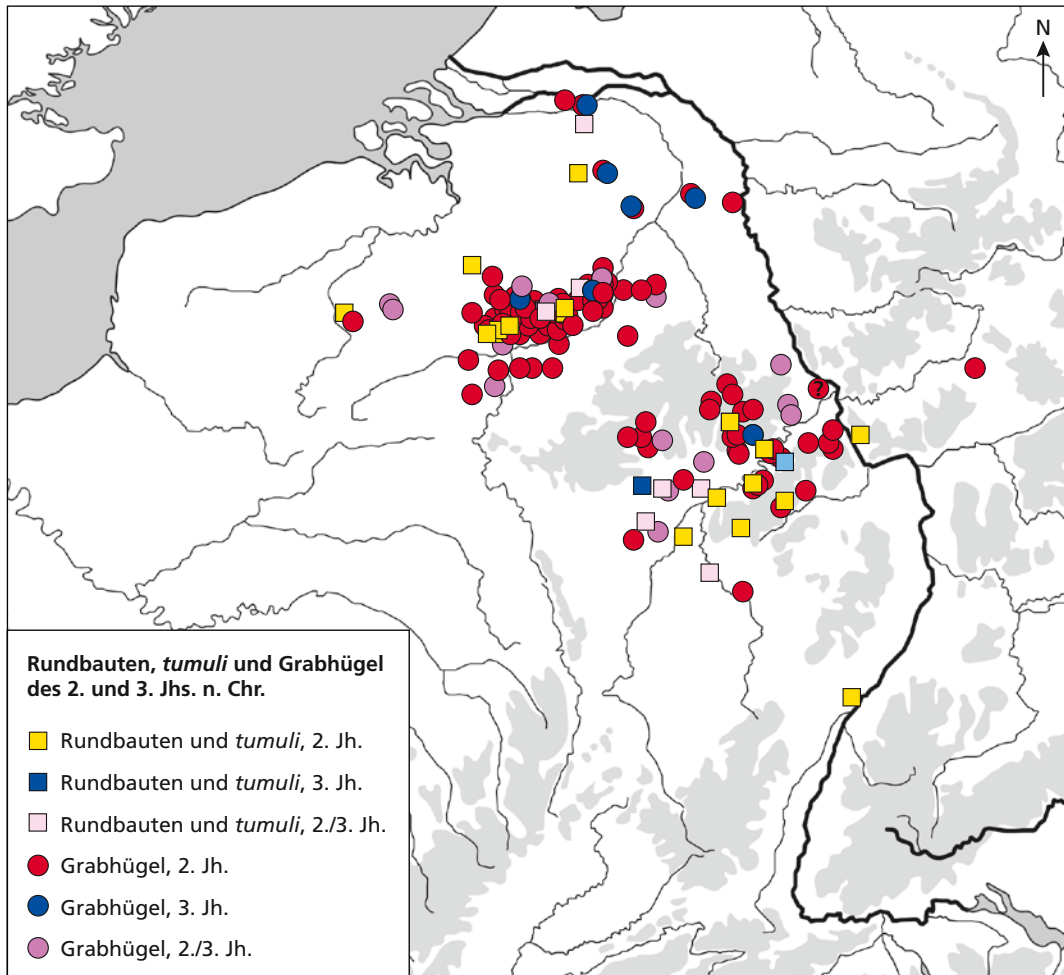 N
?
Rundbauten, tumuli und Grabhügel
des 2. und 3. Jhs. n. Chr.
Rundbauten und tumuli, 2. Jh.
Rundbauten und tumuli, 3. Jh.
Rundbauten und tumuli, 2./3. Jh.
Grabhügel, 2. Jh.
Grabhügel, 3. Jh.
Grabhügel, 2./3. Jh.